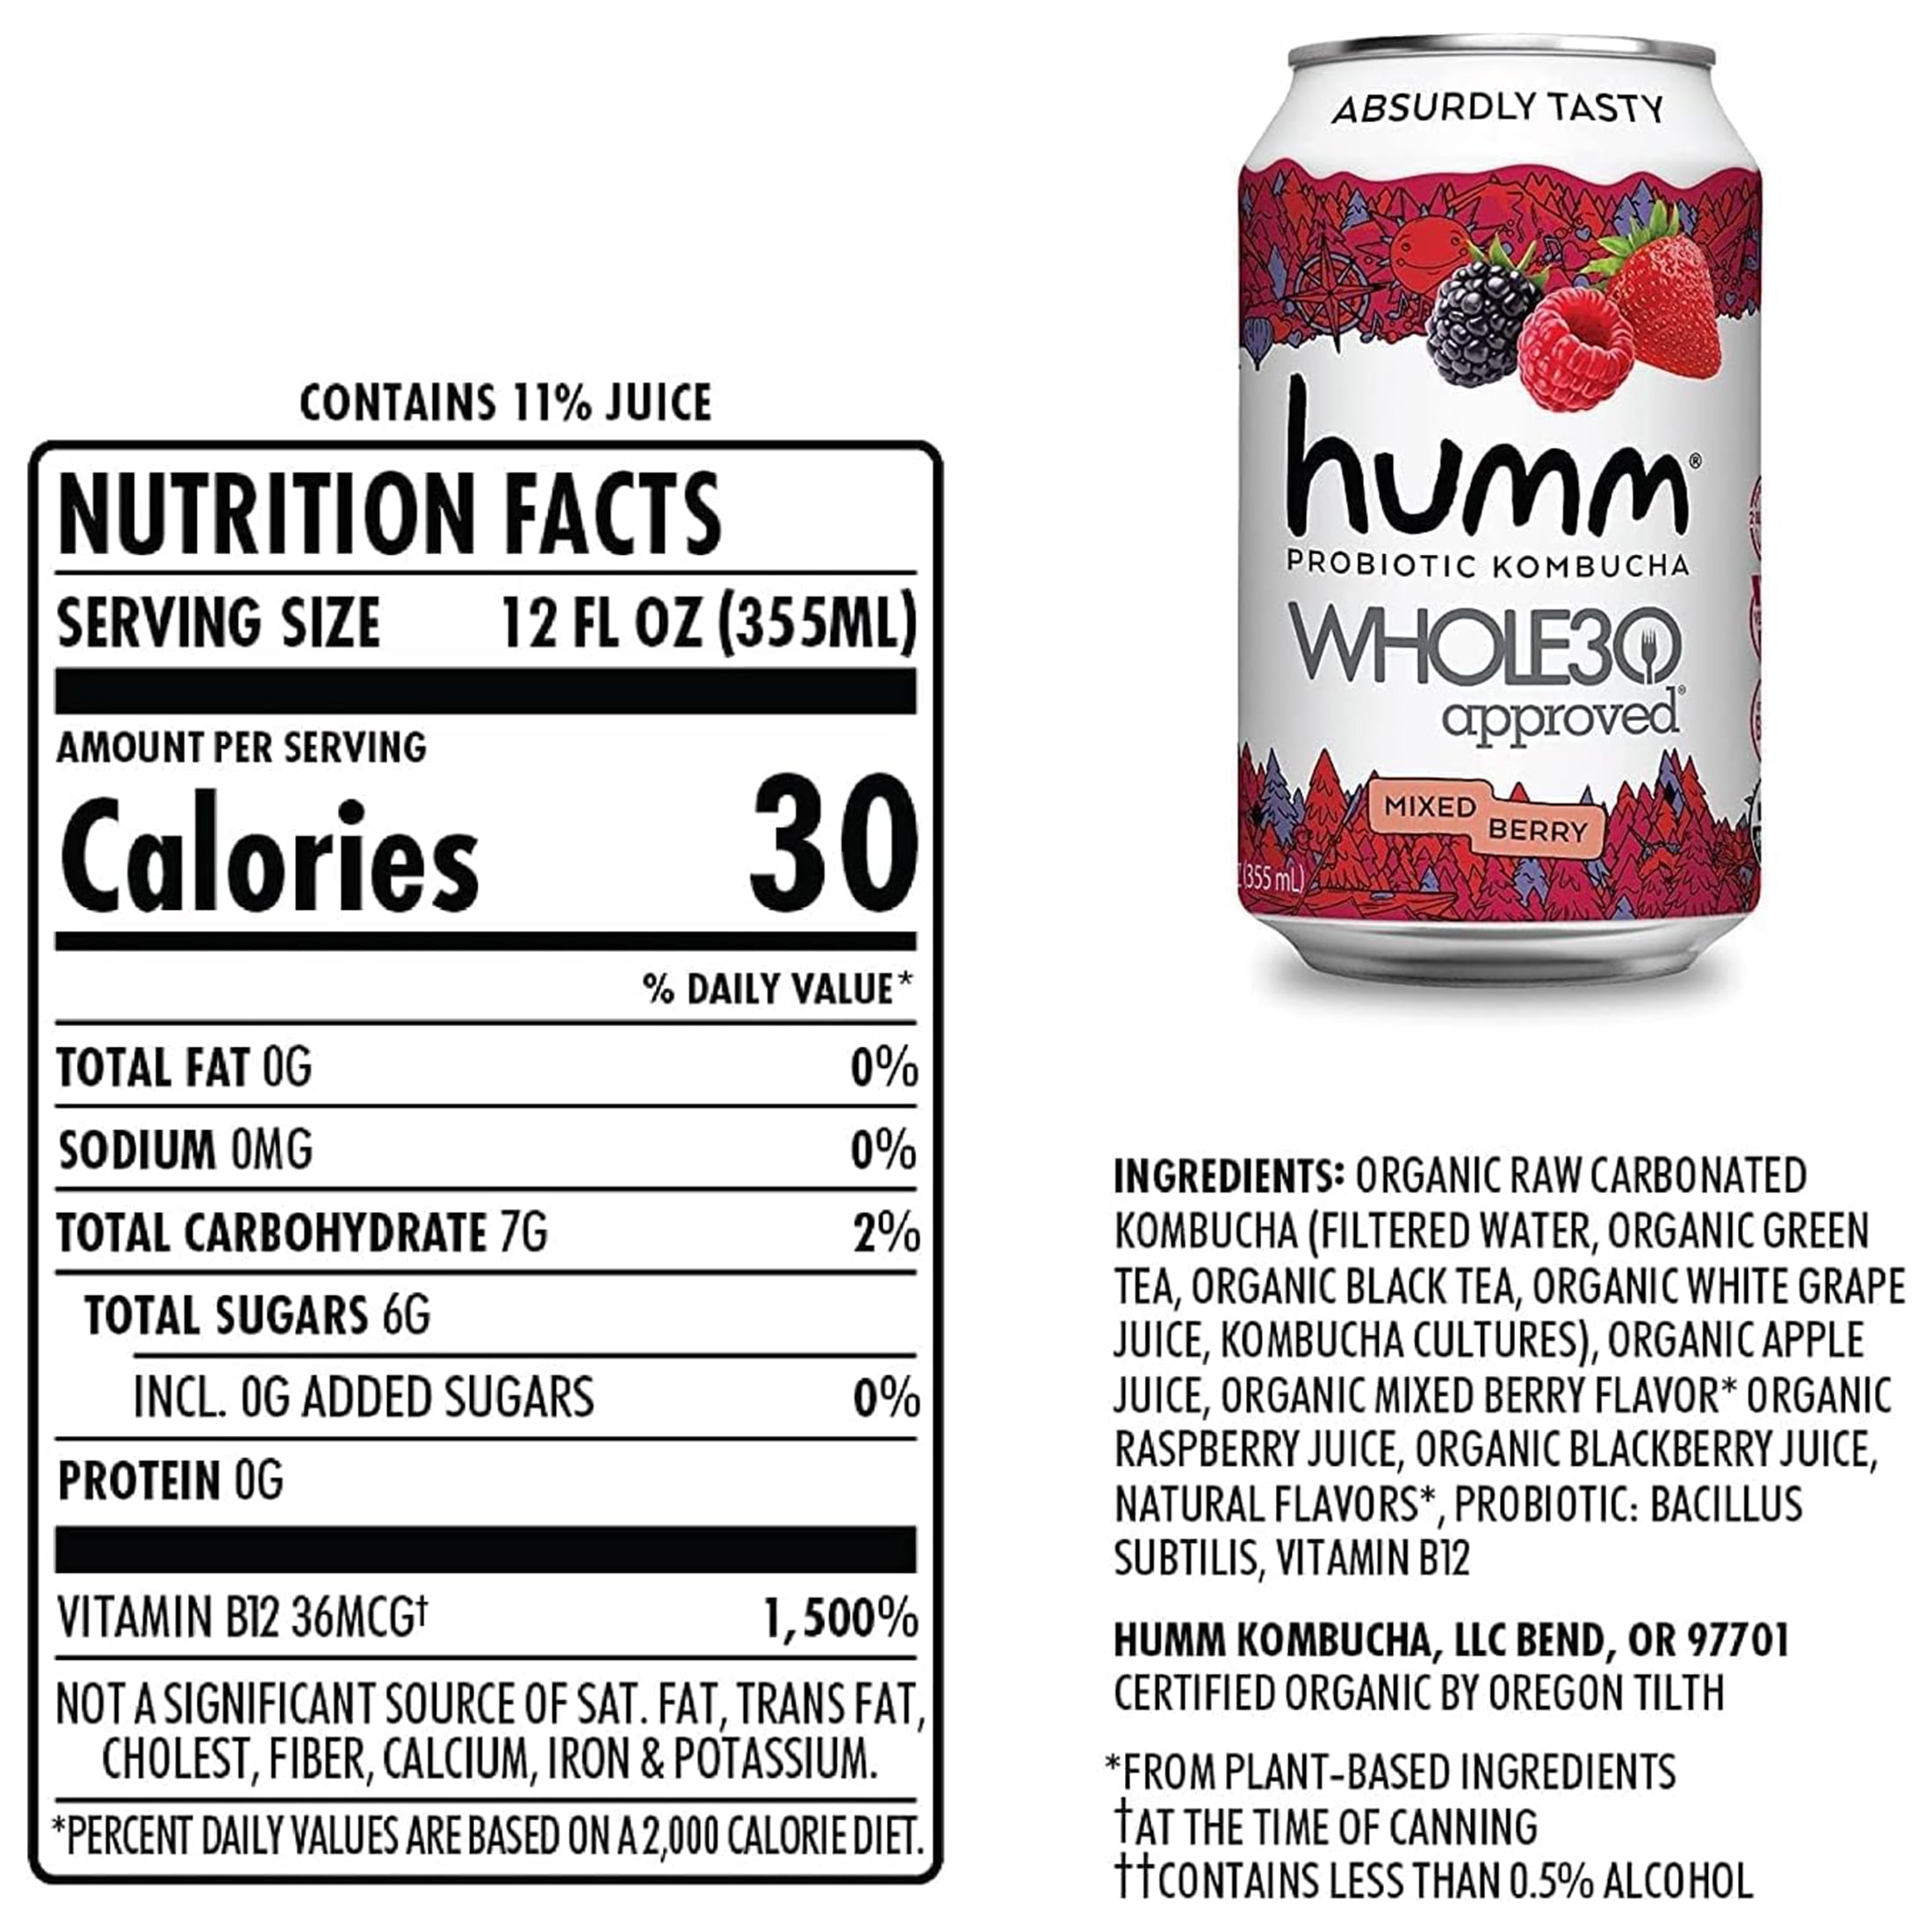 CONTAINS 11% JUICE
NUTRITION FACTS
SERVING SIZE 12 FL OZ (355ML)
AMOUNT PER SERVING
Calories 30
% DAILY VALUE*
TOTAL FAT 0G 0%
SODIUM 0MG 0%
TOTAL CARBOHYDRATE 7G 2%
TOTAL SUGARS 6G
INCL. 0G ADDED SUGARS 0%
PROTEIN 0G
VITAMIN B12 36MCG† 1,500%
NOT A SIGNIFICANT SOURCE OF SAT. FAT, TRANS FAT,
CHOLEST, FIBER, CALCIUM, IRON & POTASSIUM.
*PERCENT DAILY VALUES ARE BASED ON A 2,000 CALORIE DIET.
ABSURDLY TASTY
humm®
PROBIOTIC KOMBUCHA
WHOLE30
approved®
MIXED
BERRY
(355 mL)
INGREDIENTS: ORGANIC RAW CARBONATED
KOMBUCHA (FILTERED WATER, ORGANIC GREEN
TEA, ORGANIC BLACK TEA, ORGANIC WHITE GRAPE
JUICE, KOMBUCHA CULTURES), ORGANIC APPLE
JUICE, ORGANIC MIXED BERRY FLAVOR* ORGANIC
RASPBERRY JUICE, ORGANIC BLACKBERRY JUICE,
NATURAL FLAVORS*, PROBIOTIC: BACILLUS
SUBTILIS, VITAMIN B12
HUMM KOMBUCHA, LLC BEND, OR 97701
CERTIFIED ORGANIC BY OREGON TILTH
*FROM PLANT-BASED INGREDIENTS
†AT THE TIME OF CANNING
††CONTAINS LESS THAN 0.5% ALCOHOL